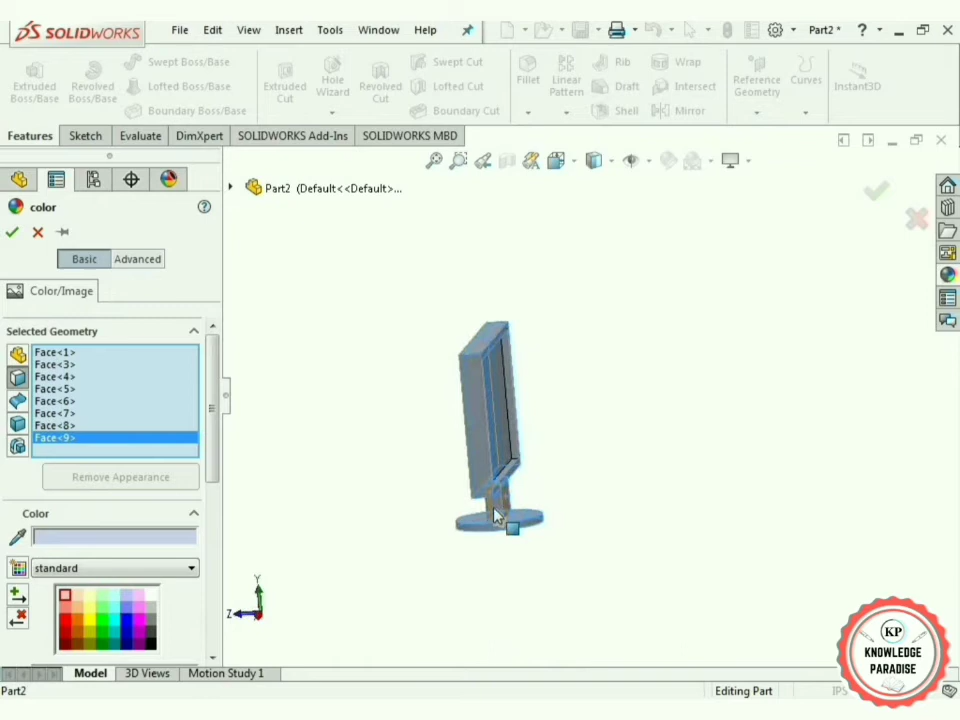 SOLIDWORKS File Edit View Insert Tools Window Help Part2 * ?
Extruded Boss/Base
Revolved Boss/Base
Swept Boss/Base
Lofted Boss/Base
Boundary Boss/Base
Extruded Cut
Hole Wizard
Revolved Cut
Swept Cut
Lofted Cut
Boundary Cut
Fillet
Linear Pattern
Rib
Draft
Shell
Wrap
Intersect
Mirror
Reference Geometry
Curves
Instant3D
Features Sketch Evaluate DimXpert SOLIDWORKS Add-Ins SOLIDWORKS MBD
Part2 (Default<<Default>...
color
Basic Advanced
Color/Image
Selected Geometry
Face<1>
Face<3>
Face<4>
Face<5>
Face<6>
Face<7>
Face<8>
Face<9>
Remove Appearance
Color
standard
Y
Z
KP
KNOWLEDGE
PARADISE
Model 3D Views Motion Study 1
Part2 Editing Part IPS